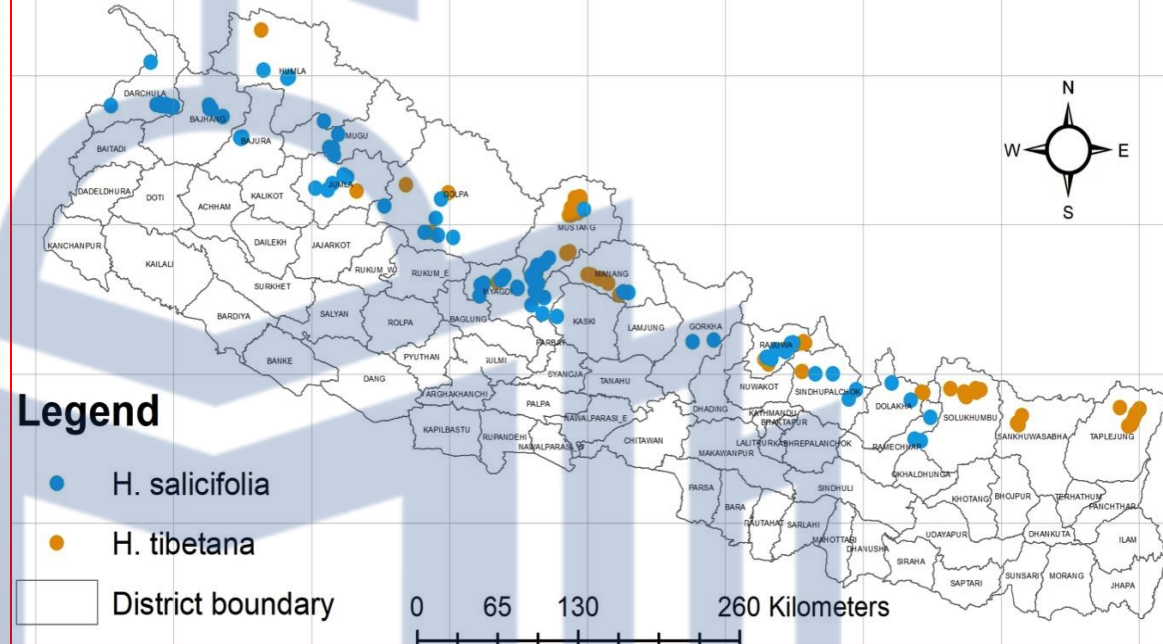 N
W E
S
HUMLA
DARCHULA
BAJHANG
MUGU
BAITADI
BAJURA
DADELDHURA
DOTI
ACHHAM
KALIKOT
JUMLA
DOLPA
MUSTANG
KANCHANPUR
KAILALI
DAILEKH
JAJARKOT
RUKUM_W
RUKUM_E
SURKHET
MYAGDI
MANANG
BARDIYA
SALYAN
ROLPA
BAGLUNG
KASKI
LAMJUNG
GORKHA
PARBAT
RASUWA
BANKE
PYUTHAN
DANG
SYANGJA
TANAHU
NUWAKOT
SINDHUPALCHOK
ARGHAKHANCHI
PALPA
DHADING
DOLAKHA
SOLUKHUMBU
KATHMANDU
BHAKTAPUR
KAPILBASTU
RUPANDEHI
NAWALPARASI_E
CHITAWAN
LALITPUR
KABHREPALANCHOK
RAMECHHAP
SANKHUWASABHA
TAPLEJUNG
MAKAWANPUR
OKHALDHUNGA
PARSA
BARA
SINDHULI
KHOTANG
BHOJPUR
TERHATHUM
PANCHTHAR
RAUTAHAT
SARLAHI
MAHOTTARI
DHANUSHA
UDAYAPUR
DHANKUTA
ILAM
SIRAHA
SAPTARI
SUNSARI
MORANG
JHAPA
Legend
H. salicifolia
H. tibetana
District boundary
0 65 130 260 Kilometers